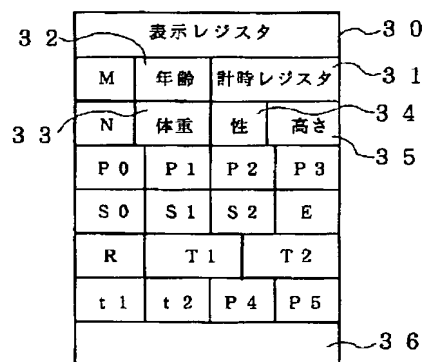 表示レジスタ 30
32
M 年齢 計時レジスタ 31
34
N 体重 性 高さ
33 35
P0 P1 P2 P3
S0 S1 S2 E
R T1 T2
t1 t2 P4 P5
36